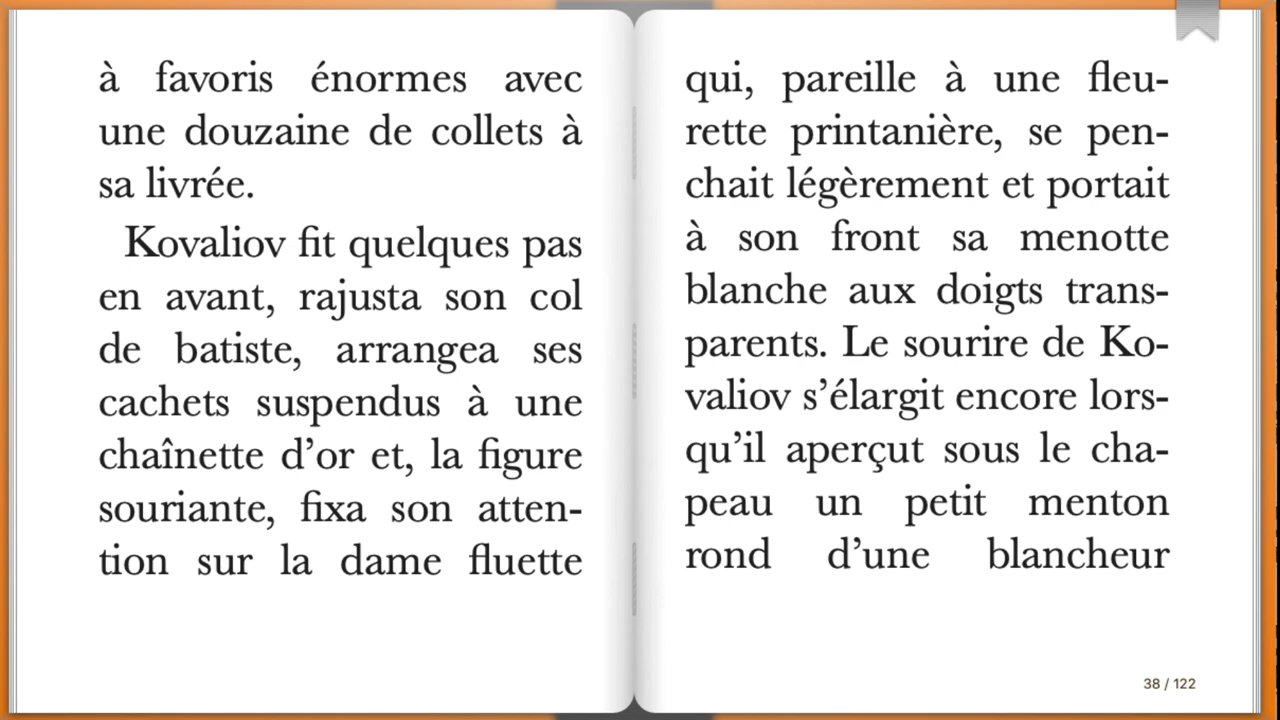 à favoris énormes avec
une douzaine de collets à
sa livrée.
Kovaliov fit quelques pas
en avant, rajusta son col
de batiste, arrangea ses
cachets suspendus à une
chaînette d’or et, la figure
souriante, fixa son atten-
tion sur la dame fluette
qui, pareille à une fleu-
rette printanière, se pen-
chait légèrement et portait
à son front sa menotte
blanche aux doigts trans-
parents. Le sourire de Ko-
valiov s’élargit encore lors-
qu’il aperçut sous le cha-
peau un petit menton
rond d’une blancheur
38 / 122